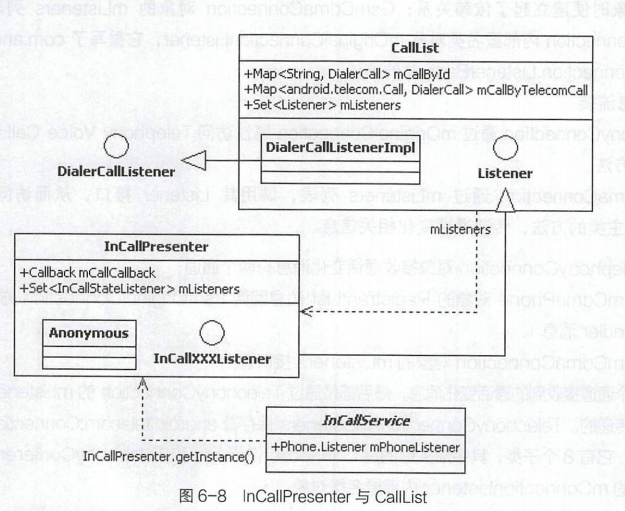 CallList
+Map<String, DialerCall> mCallById
+Map<android.telecom.Call, DialerCall> mCallByTelecomCall
+Set<Listener> mListeners
DialerCallListenerImpl
DialerCallListener
Listener
mListeners
InCallPresenter
+Callback mCallCallback
+Set<InCallStateListener> mListeners
Anonymous
InCallXXXListener
InCallService
+Phone.Listener mPhoneListener
InCallPresenter.getInstance()
图 6-8 InCallPresenter 与 CallList